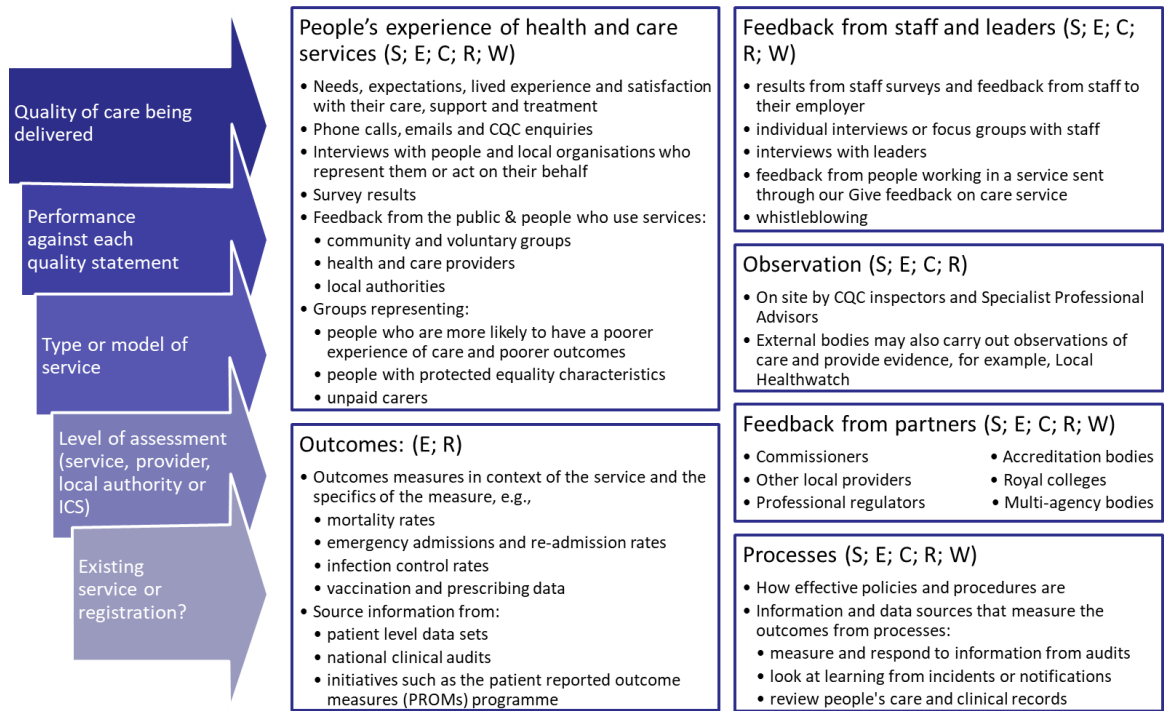 Quality of care being
delivered
Performance
against each
quality statement
Type or model of
service
Level of assessment
(service, provider,
local authority or
ICS)
Existing
service or
registration?
People's experience of health and care
services (S; E; C; R; W)
• Needs, expectations, lived experience and satisfaction
with their care, support and treatment
• Phone calls, emails and CQC enquiries
• Interviews with people and local organisations who
represent them or act on their behalf
• Survey results
• Feedback from the public & people who use services:
• community and voluntary groups
• health and care providers
• local authorities
• Groups representing:
• people who are more likely to have a poorer
experience of care and poorer outcomes
• people with protected equality characteristics
• unpaid carers
Outcomes: (E; R)
• Outcomes measures in context of the service and the
specifics of the measure, e.g.,
• mortality rates
• emergency admissions and re-admission rates
• infection control rates
• vaccination and prescribing data
• Source information from:
• patient level data sets
• national clinical audits
• initiatives such as the patient reported outcome
measures (PROMs) programme
Feedback from staff and leaders (S; E; C;
R; W)
• results from staff surveys and feedback from staff to
their employer
• individual interviews or focus groups with staff
• interviews with leaders
• feedback from people working in a service sent
through our Give feedback on care service
• whistleblowing
Observation (S; E; C; R)
• On site by CQC inspectors and Specialist Professional
Advisors
• External bodies may also carry out observations of
care and provide evidence, for example, Local
Healthwatch
Feedback from partners (S; E; C; R; W)
• Commissioners
• Other local providers
• Professional regulators
• Accreditation bodies
• Royal colleges
• Multi-agency bodies
Processes (S; E; C; R; W)
• How effective policies and procedures are
• Information and data sources that measure the
outcomes from processes:
• measure and respond to information from audits
• look at learning from incidents or notifications
• review people's care and clinical records